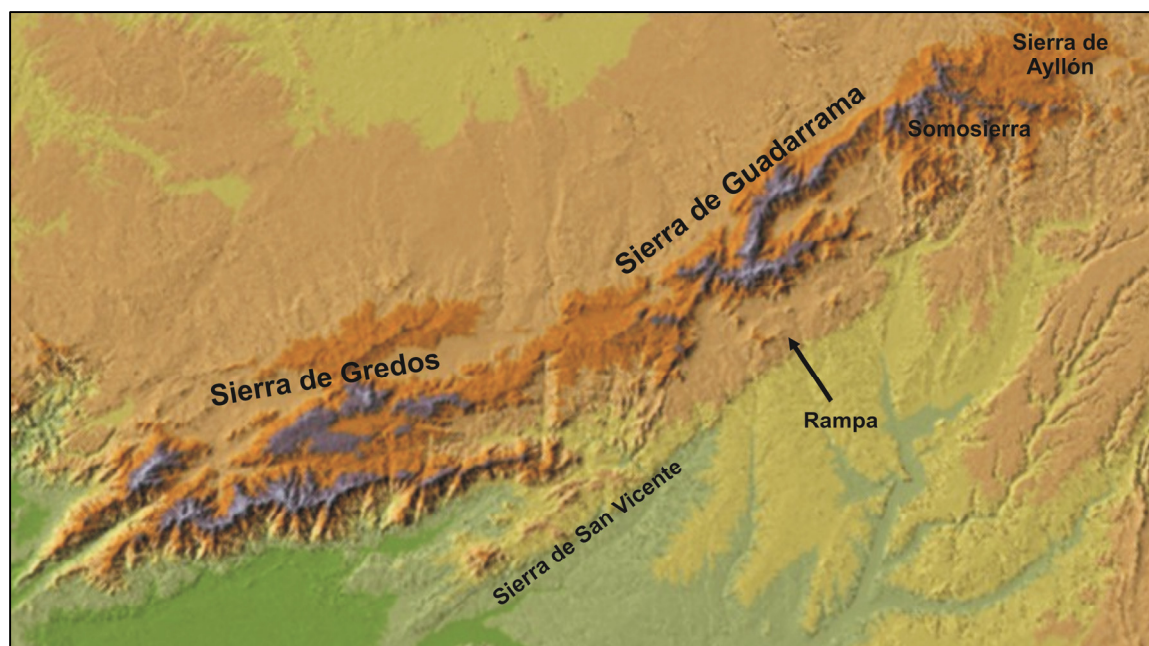 Sierra de
Ayllón
Somosierra
Sierra de Guadarrama
Sierra de Gredos
Rampa
Sierra de San Vicente